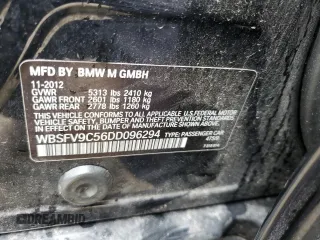 MFD BY BMW M GMBH
11-2012
GVWR 5313 lbs 2410 kg
GAWR FRONT 2601 lbs 1180 kg
GAWR REAR 2778 lbs 1260 kg
THIS VEHICLE CONFORMS TO ALL APPLICABLE
U.S. FEDERAL MOTOR VEHICLE SAFETY,
BUMPER, AND THEFT PREVENTION
STANDARDS IN EFFECT ON THE DATE OF
MANUFACTURE SHOWN ABOVE.
WBSFV9C56DD096294 TYPE: PASSENGER CAR
DREAMBID